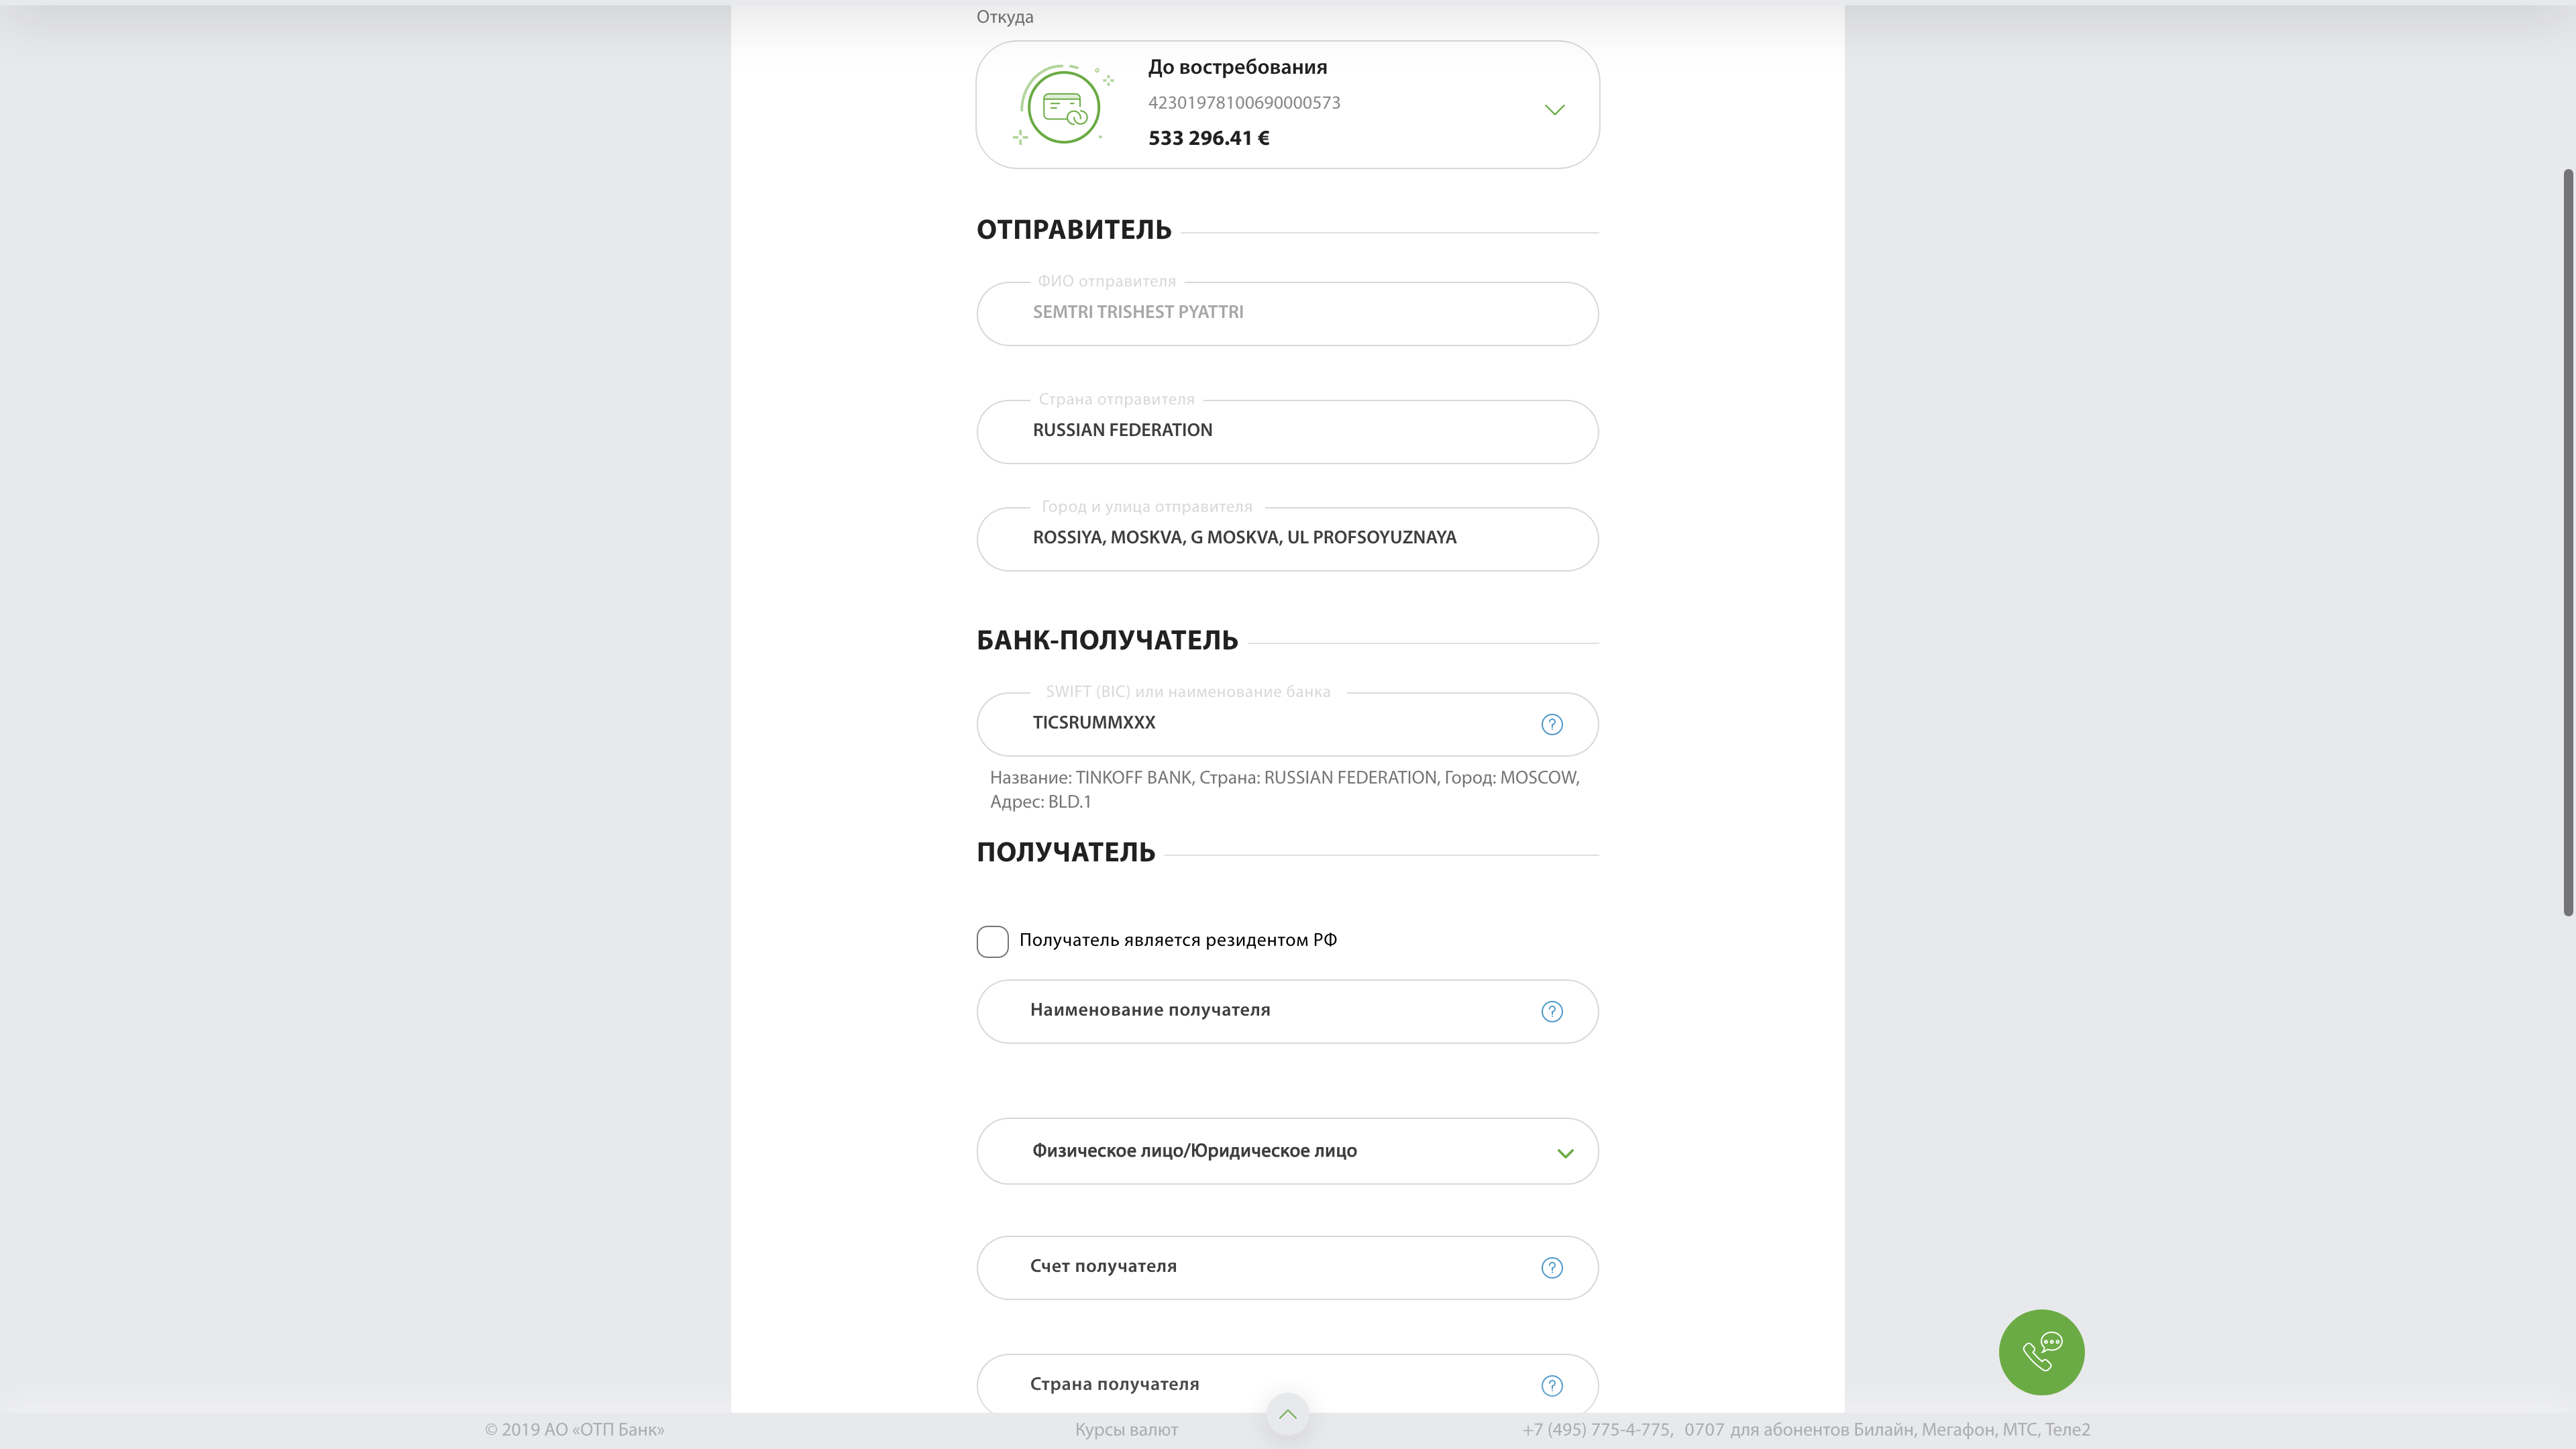 Откуда
До востребования
42301978100690000573
533 296.41 €
ОТПРАВИТЕЛЬ
ФИО отправителя
SEMTRI TRISHEST PYATTRI
Страна отправителя
RUSSIAN FEDERATION
Город и улица отправителя
ROSSIYA, MOSKVA, G MOSKVA, UL PROFSOYUZNAYA
БАНК-ПОЛУЧАТЕЛЬ
SWIFT (BIC) или наименование банка
TICSRUMMXXX
?
Название: TINKOFF BANK, Страна: RUSSIAN FEDERATION, Город: MOSCOW,
Адрес: BLD.1
ПОЛУЧАТЕЛЬ
Получатель является резидентом РФ
Наименование получателя
?
Физическое лицо/Юридическое лицо
Счет получателя
?
Страна получателя
?
© 2019 АО «ОТП Банк»
Курсы валют
+7 (495) 775-4-775, 0707 для абонентов Билайн, Мегафон, МТС, Теле2